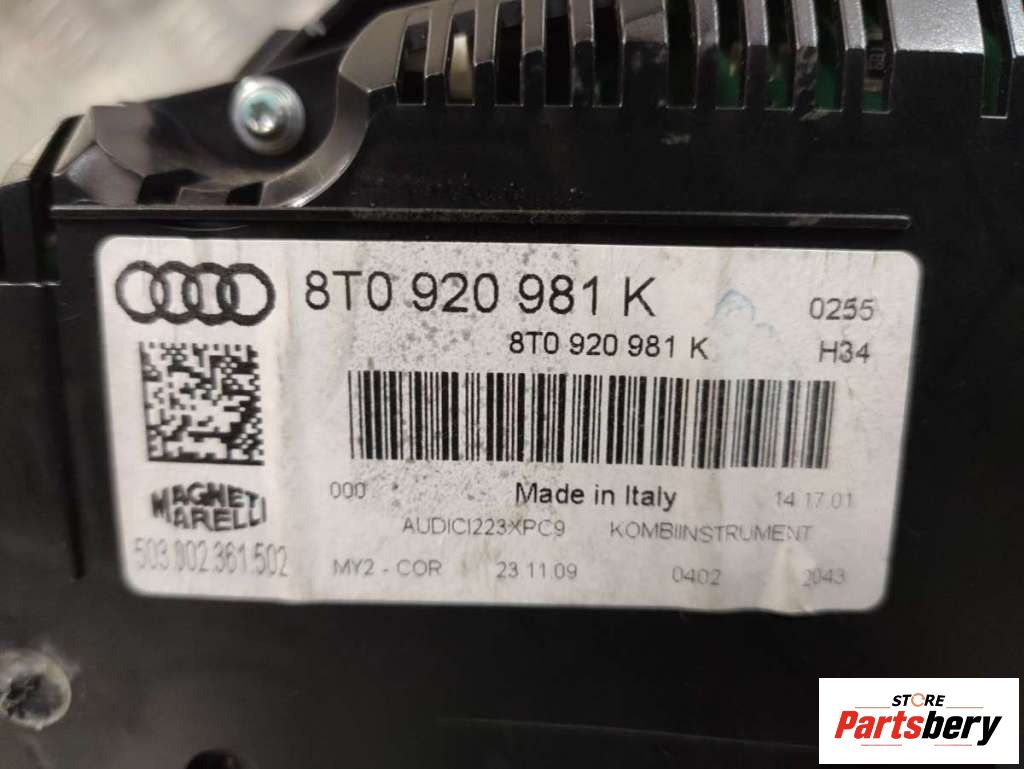 8T0 920 981 K
0255
8T0 920 981 K
H34
000
Made in Italy
14 17.01
MAGNETI
MARELLI
AUDICI223XPC9 KOMBIINSTRUMENT
503.002.361.502
MY2 - COR 23 11 09 0402 2043
STORE
Partsbery